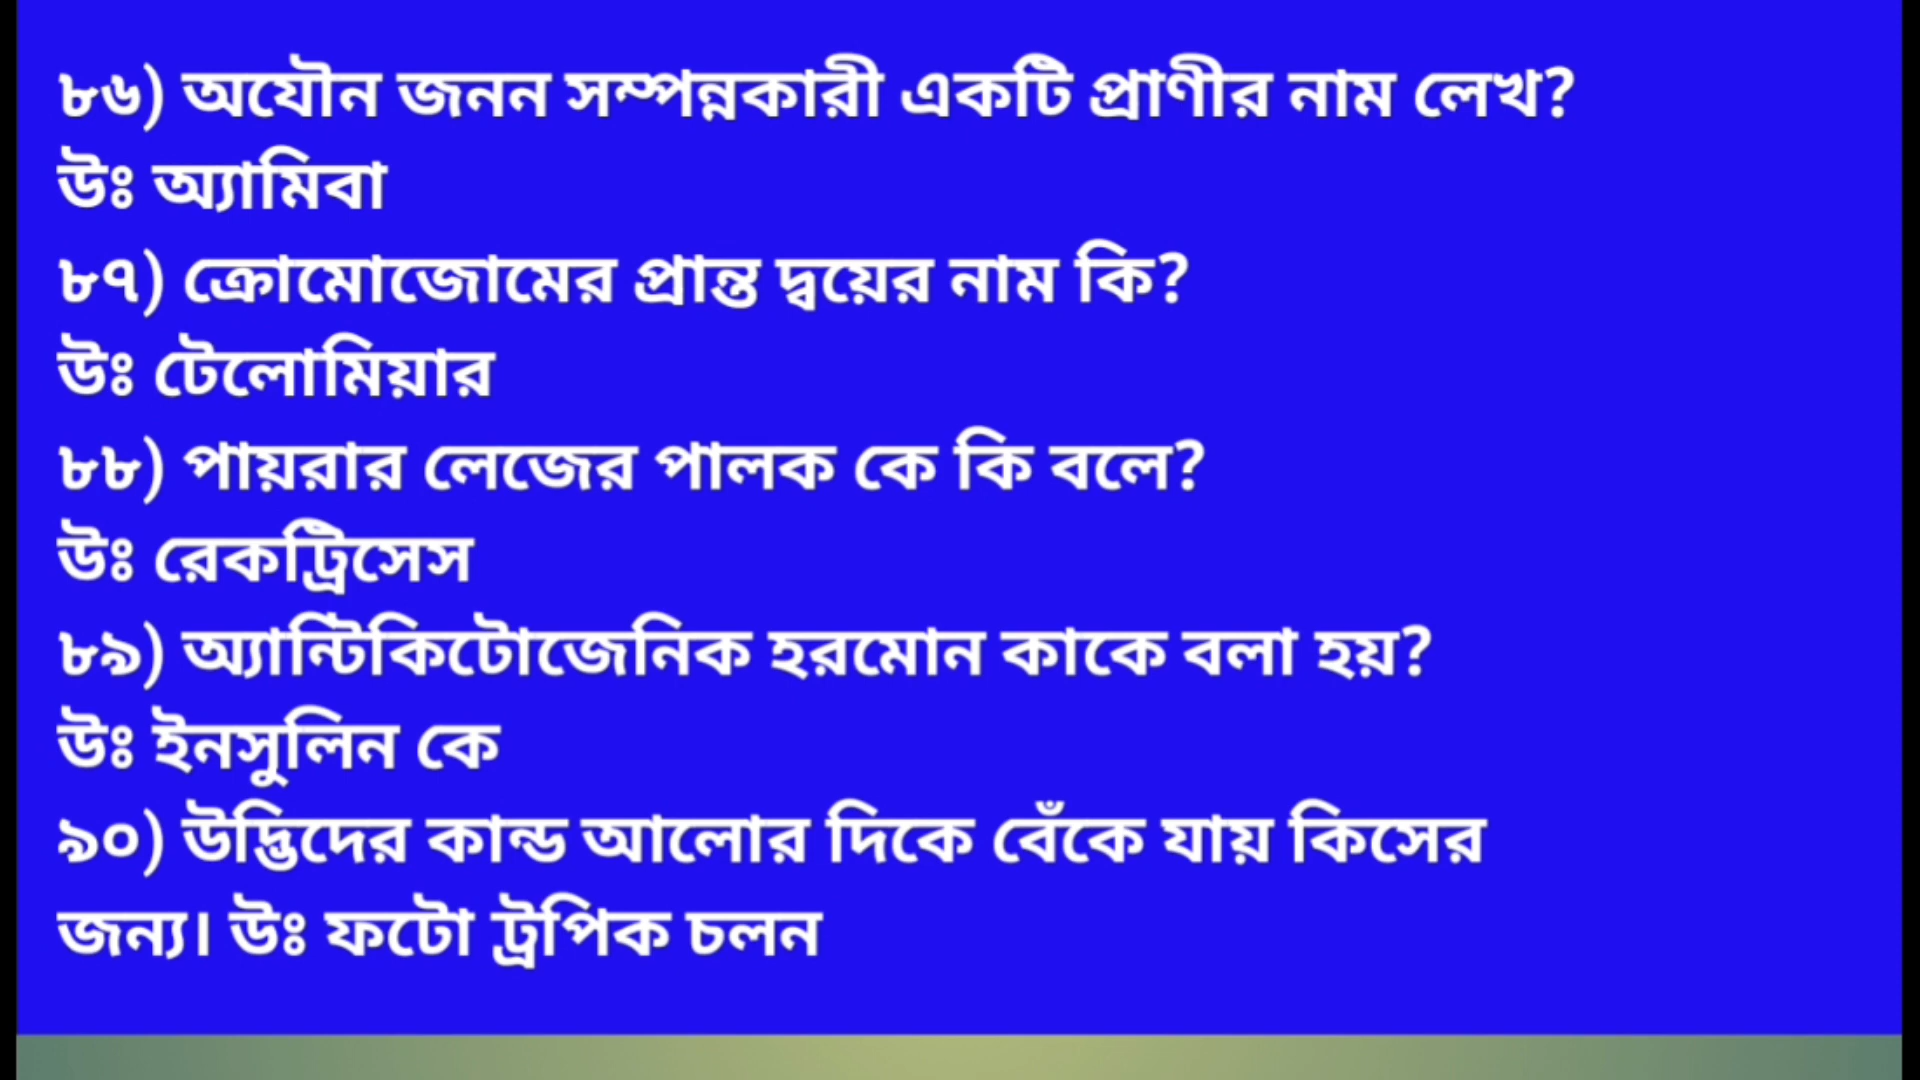 ৮৬) অযৌন জনন সম্পন্নকারী একটি প্রাণীর নাম লেখ?
উঃ অ্যামিবা
৮৭) ক্রোমোজোমের প্রান্ত দ্বয়ের নাম কি?
উঃ টেলোমিয়ার
৮৮) পায়রার লেজের পালক কে কি বলে?
উঃ রেকট্রিসেস
৮৯) অ্যান্টিকিটোজেনিক হরমোন কাকে বলা হয়?
উঃ ইনসুলিন কে
৯০) উদ্ভিদের কান্ড আলোর দিকে বেঁকে যায় কিসের
জন্য। উঃ ফটো ট্রপিক চলন